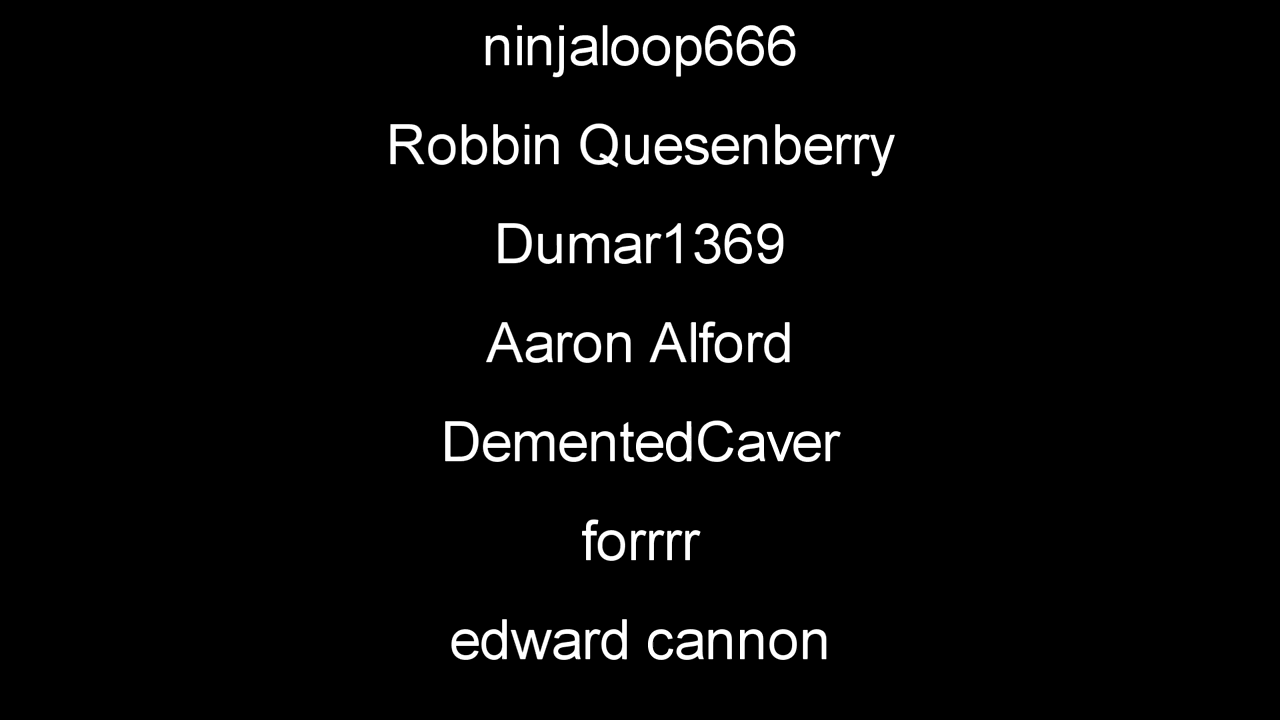 ninjaloop666
Robbin Quesenberry
Dumar1369
Aaron Alford
DementedCaver
forrrr
edward cannon